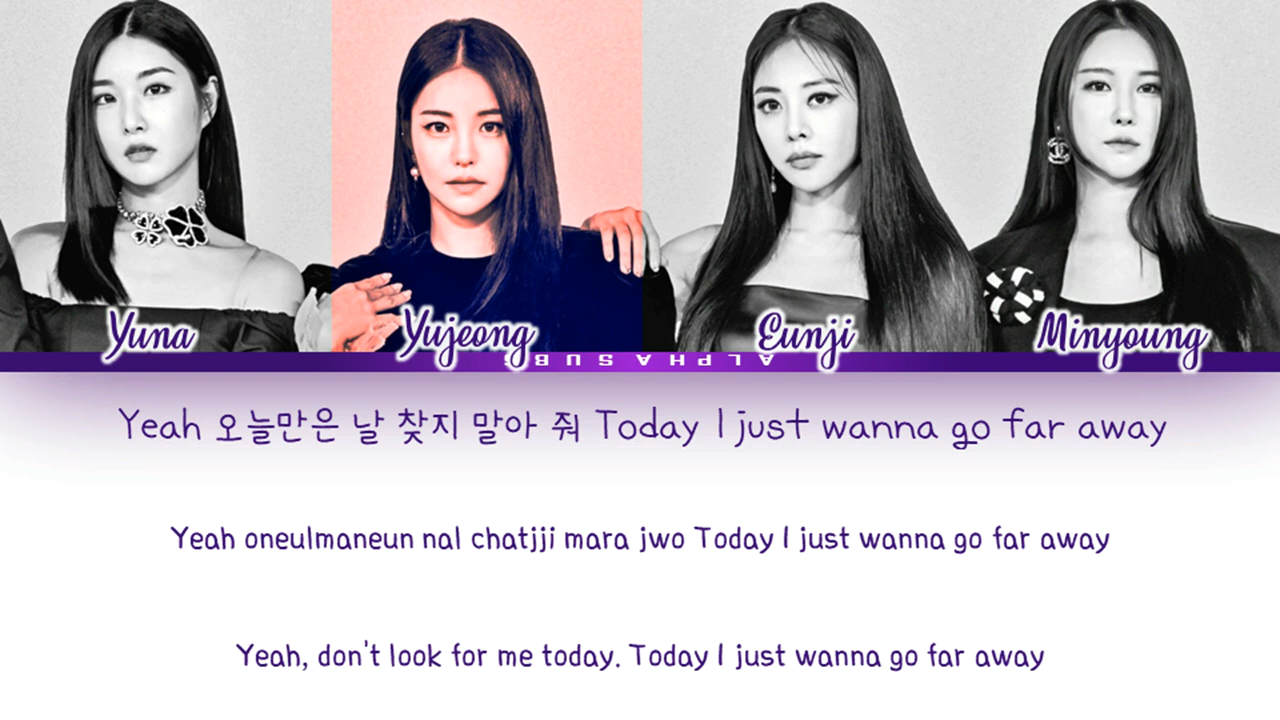 Yuna Yujeong Eunji Minyoung
ALPHA SUBS
Yeah 오늘만은 날 찾지 말아 줘 Today I just wanna go far away
Yeah oneulmaneun nal chatjji mara jwo Today I just wanna go far away
Yeah, don't look for me today. Today I just wanna go far away